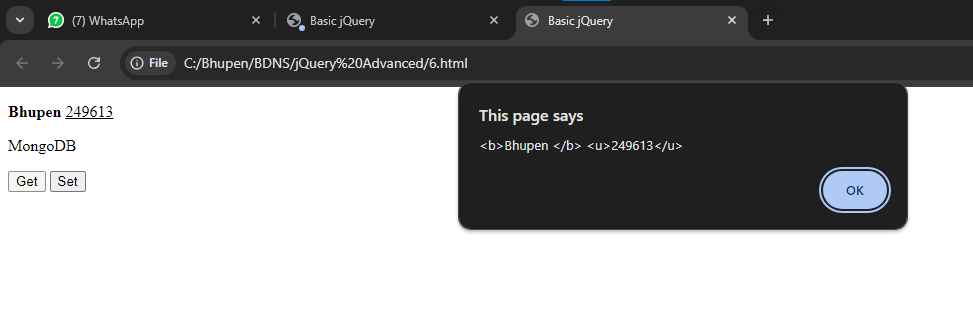 7 (7) WhatsApp
Basic jQuery
Basic jQuery
File C:/Bhupen/BDNS/jQuery%20Advanced/6.html
This page says
<b>Bhupen </b> <u>249613</u>
OK
Bhupen 249613
MongoDB
Get Set